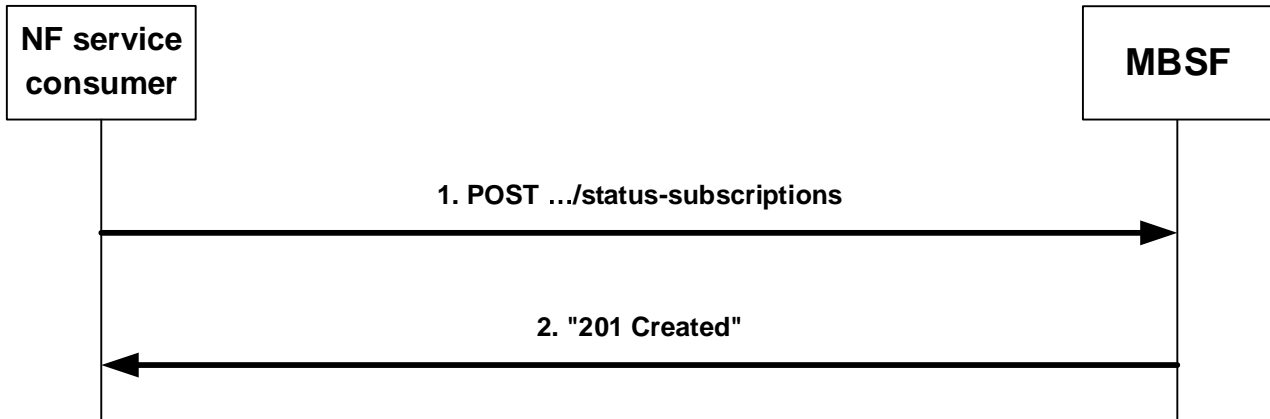 NF service
consumer
MBSF
1. POST …/status-subscriptions
2. "201 Created"